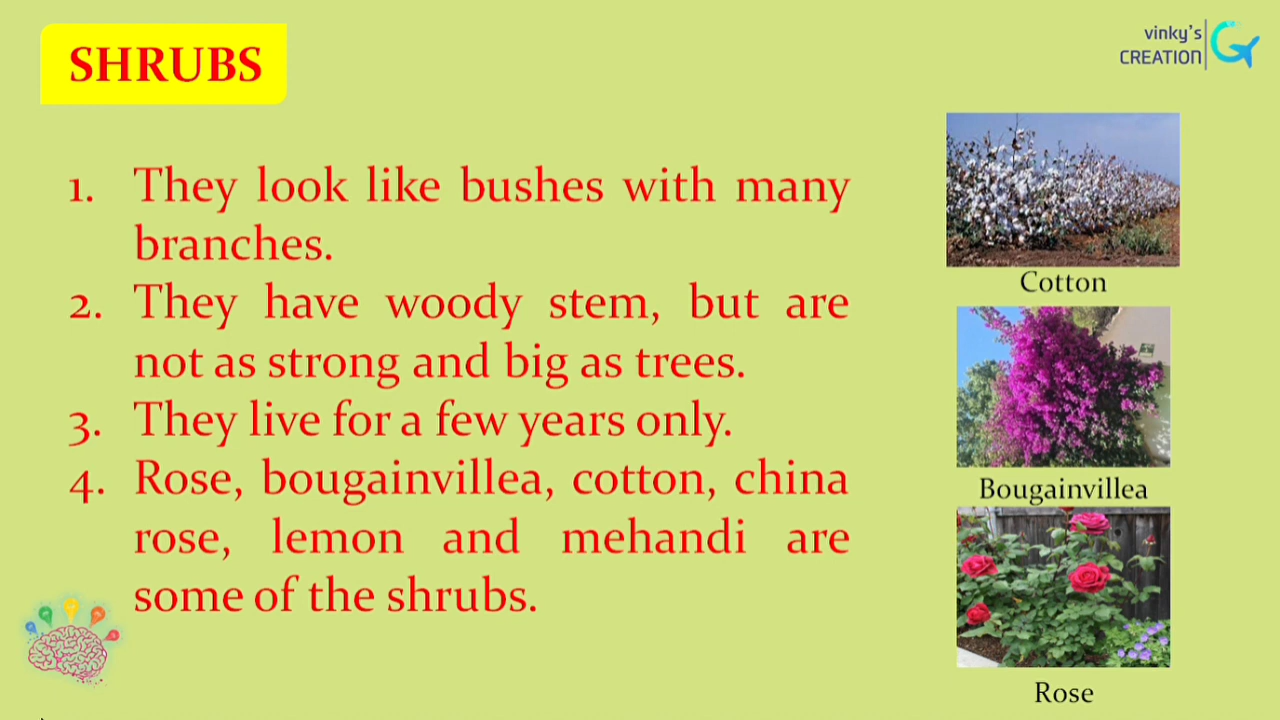 SHRUBS
vinky's
CREATION
1. They look like bushes with many
branches.
2. They have woody stem, but are
not as strong and big as trees.
3. They live for a few years only.
4. Rose, bougainvillea, cotton, china
rose, lemon and mehandi are
some of the shrubs.
Cotton
Bougainvillea
Rose